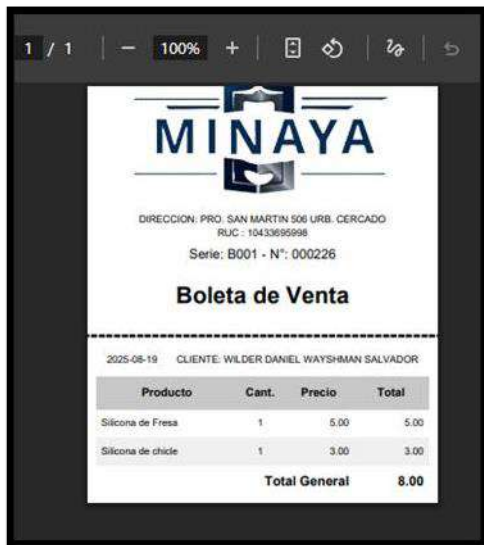 1 / 1 — 100% +
MINAYA
DIRECCION: PRO. SAN MARTIN 506 URB. CERCADO
RUC : 10433695998
Serie: B001 - N°: 000226
Boleta de Venta
2025-08-19 CLIENTE: WILDER DANIEL WAYSHMAN SALVADOR
Producto Cant. Precio Total
Silicona de Fresa 1 5.00 5.00
Silicona de chicle 1 3.00 3.00
Total General 8.00